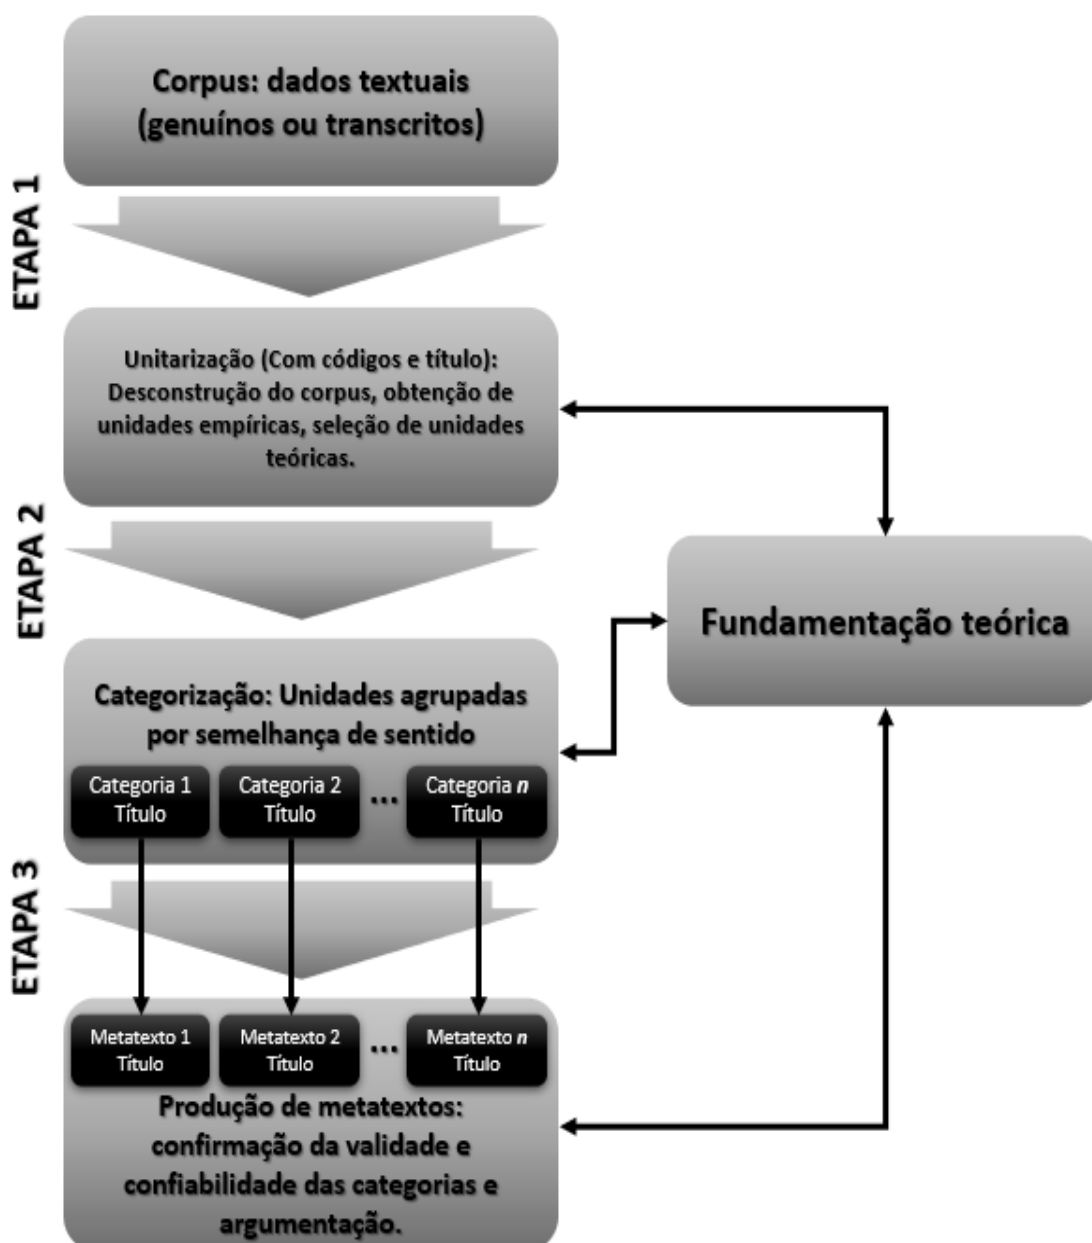 Corpus: dados textuais
(genuínos ou transcritos)
ETAPA 1
Unitarização (Com códigos e título):
Desconstrução do corpus, obtenção de
unidades empíricas, seleção de unidades
teóricas.
ETAPA 2
Fundamentação teórica
Categorização: Unidades agrupadas
por semelhança de sentido
Categoria 1
Título
Categoria 2
Título
...
Categoria n
Título
ETAPA 3
Metatexto 1
Título
Metatexto 2
Título
...
Metatexto n
Título
Produção de metatextos:
confirmação da validade e
confiabilidade das categorias e
argumentação.